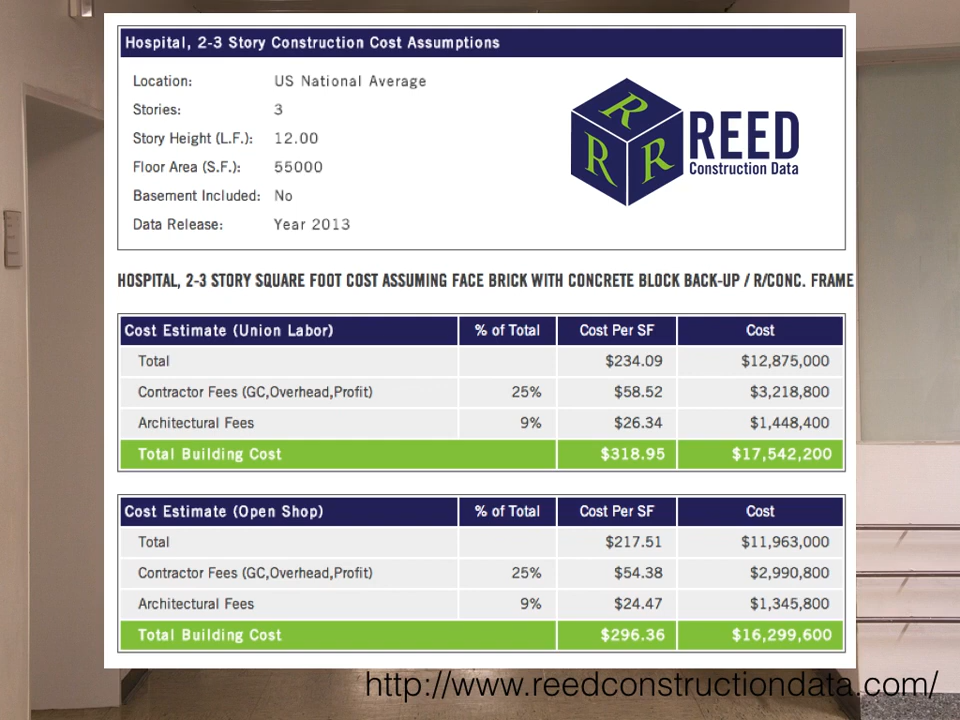 Hospital, 2-3 Story Construction Cost Assumptions
Location: US National Average
Stories: 3
Story Height (L.F.): 12.00
Floor Area (S.F.): 55000
Basement Included: No
Data Release: Year 2013
R
R R
REED
Construction Data
HOSPITAL, 2-3 STORY SQUARE FOOT COST ASSUMING FACE BRICK WITH CONCRETE BLOCK BACK-UP / R/CONC. FRAME
Cost Estimate (Union Labor) % of Total Cost Per SF Cost
Total $234.09 $12,875,000
Contractor Fees (GC,Overhead,Profit) 25% $58.52 $3,218,800
Architectural Fees 9% $26.34 $1,448,400
Total Building Cost $318.95 $17,542,200
Cost Estimate (Open Shop) % of Total Cost Per SF Cost
Total $217.51 $11,963,000
Contractor Fees (GC,Overhead,Profit) 25% $54.38 $2,990,800
Architectural Fees 9% $24.47 $1,345,800
Total Building Cost $296.36 $16,299,600
http://www.reedconstructiondata.com/